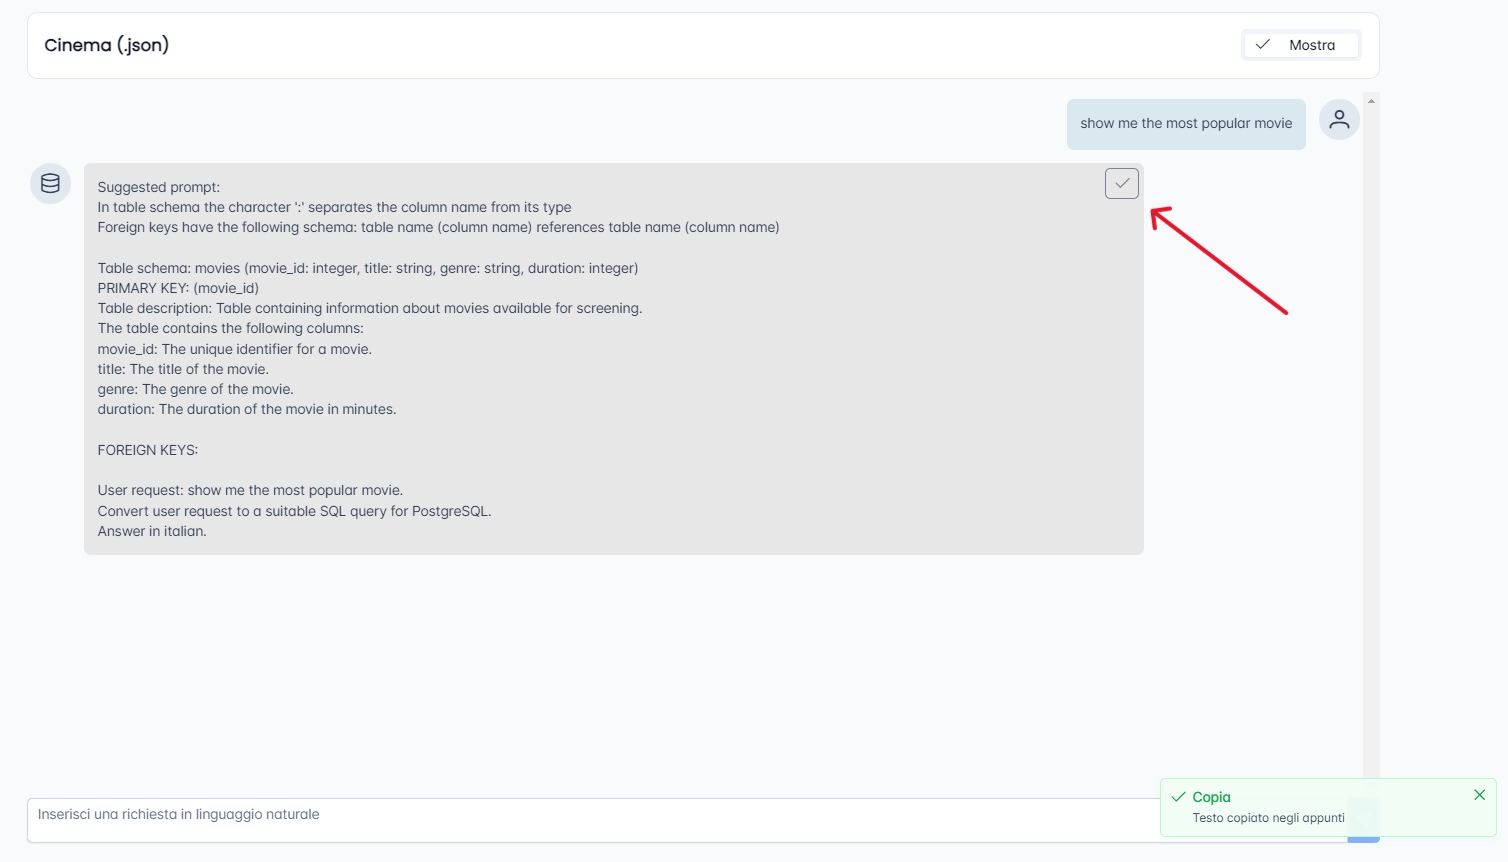 Cinema (.json)
Mostra
show me the most popular movie
Suggested prompt:
In table schema the character ':' separates the column name from its type
Foreign keys have the following schema: table name (column name) references table name (column name)
Table schema: movies (movie_id: integer, title: string, genre: string, duration: integer)
PRIMARY KEY: (movie_id)
Table description: Table containing information about movies available for screening.
The table contains the following columns:
movie_id: The unique identifier for a movie.
title: The title of the movie.
genre: The genre of the movie.
duration: The duration of the movie in minutes.
FOREIGN KEYS:
User request: show me the most popular movie.
Convert user request to a suitable SQL query for PostgreSQL.
Answer in italian.
Inserisci una richiesta in linguaggio naturale
Copia
Testo copiato negli appunti